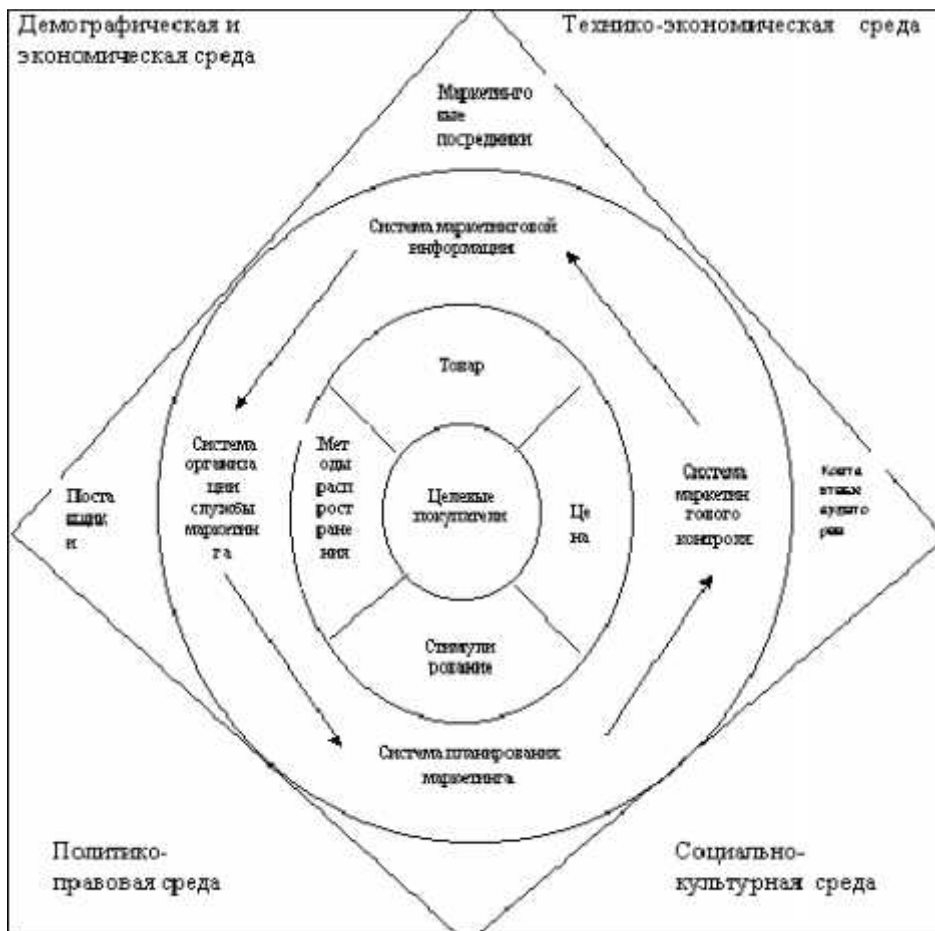 Демографическая и
экономическая среда
Технико-экономическая среда
Маркетинго
вые
посредники
Система маркетинговой
информации
Товар
Система
организа
ции
службы
маркетин
га
Мет
оды
расп
рост
ране
ния
Целевые
покупатели
Це
на
Система
маркетин
гового
контроля
Поста
вщик
и
Конта
ктные
аудито
рии
Стимули
рование
Система планирования
маркетинга
Политико-
правовая среда
Социально-
культурная среда